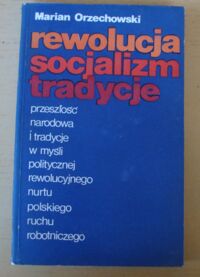 Marian Orzechowski
rewolucja
socjalizm
tradycje
przeszłość
narodowa
i tradycje
w myśli
politycznej
rewolucyjnego
nurtu
polskiego
ruchu
robotniczego